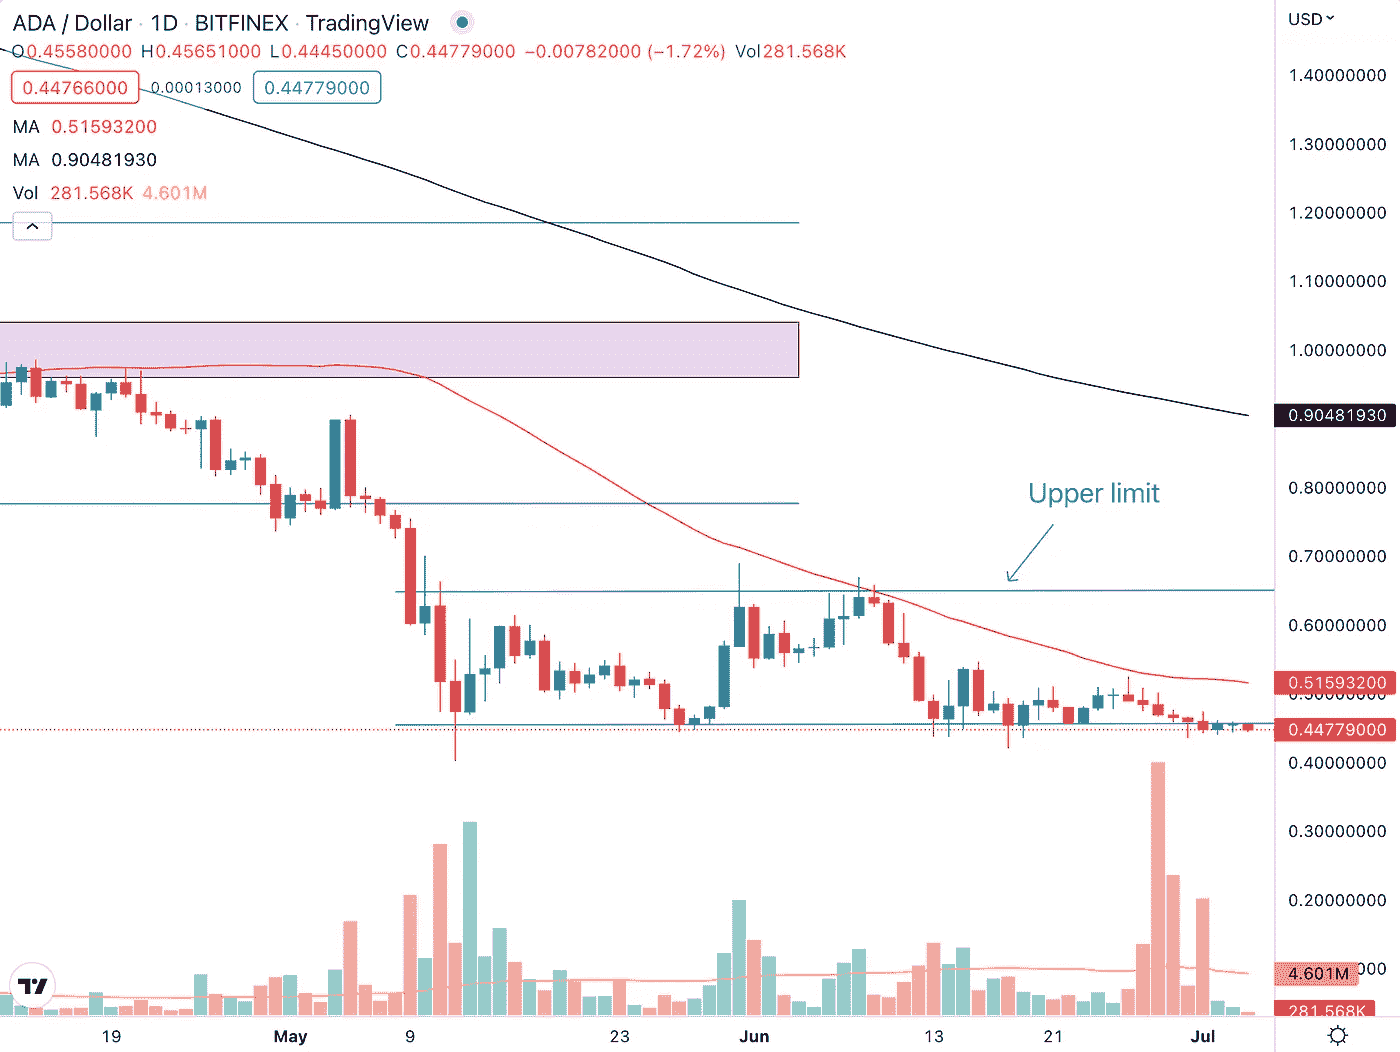 ADA / Dollar · 1D · BITFINEX · TradingView
O0.45580000 H0.45651000 L0.44450000 C0.44779000 −0.00782000 (−1.72%) Vol281.568K
0.44766000 0.00013000 0.44779000
MA 0.51593200
MA 0.90481930
Vol 281.568K 4.601M
USD
1.40000000
1.30000000
1.20000000
1.10000000
1.00000000
0.90481930
0.80000000
0.70000000
0.60000000
0.51593200
0.50000000
0.44779000
0.40000000
0.30000000
0.20000000
4.601M
281.568K
Upper limit
19 May 9 23 Jun 13 21 Jul